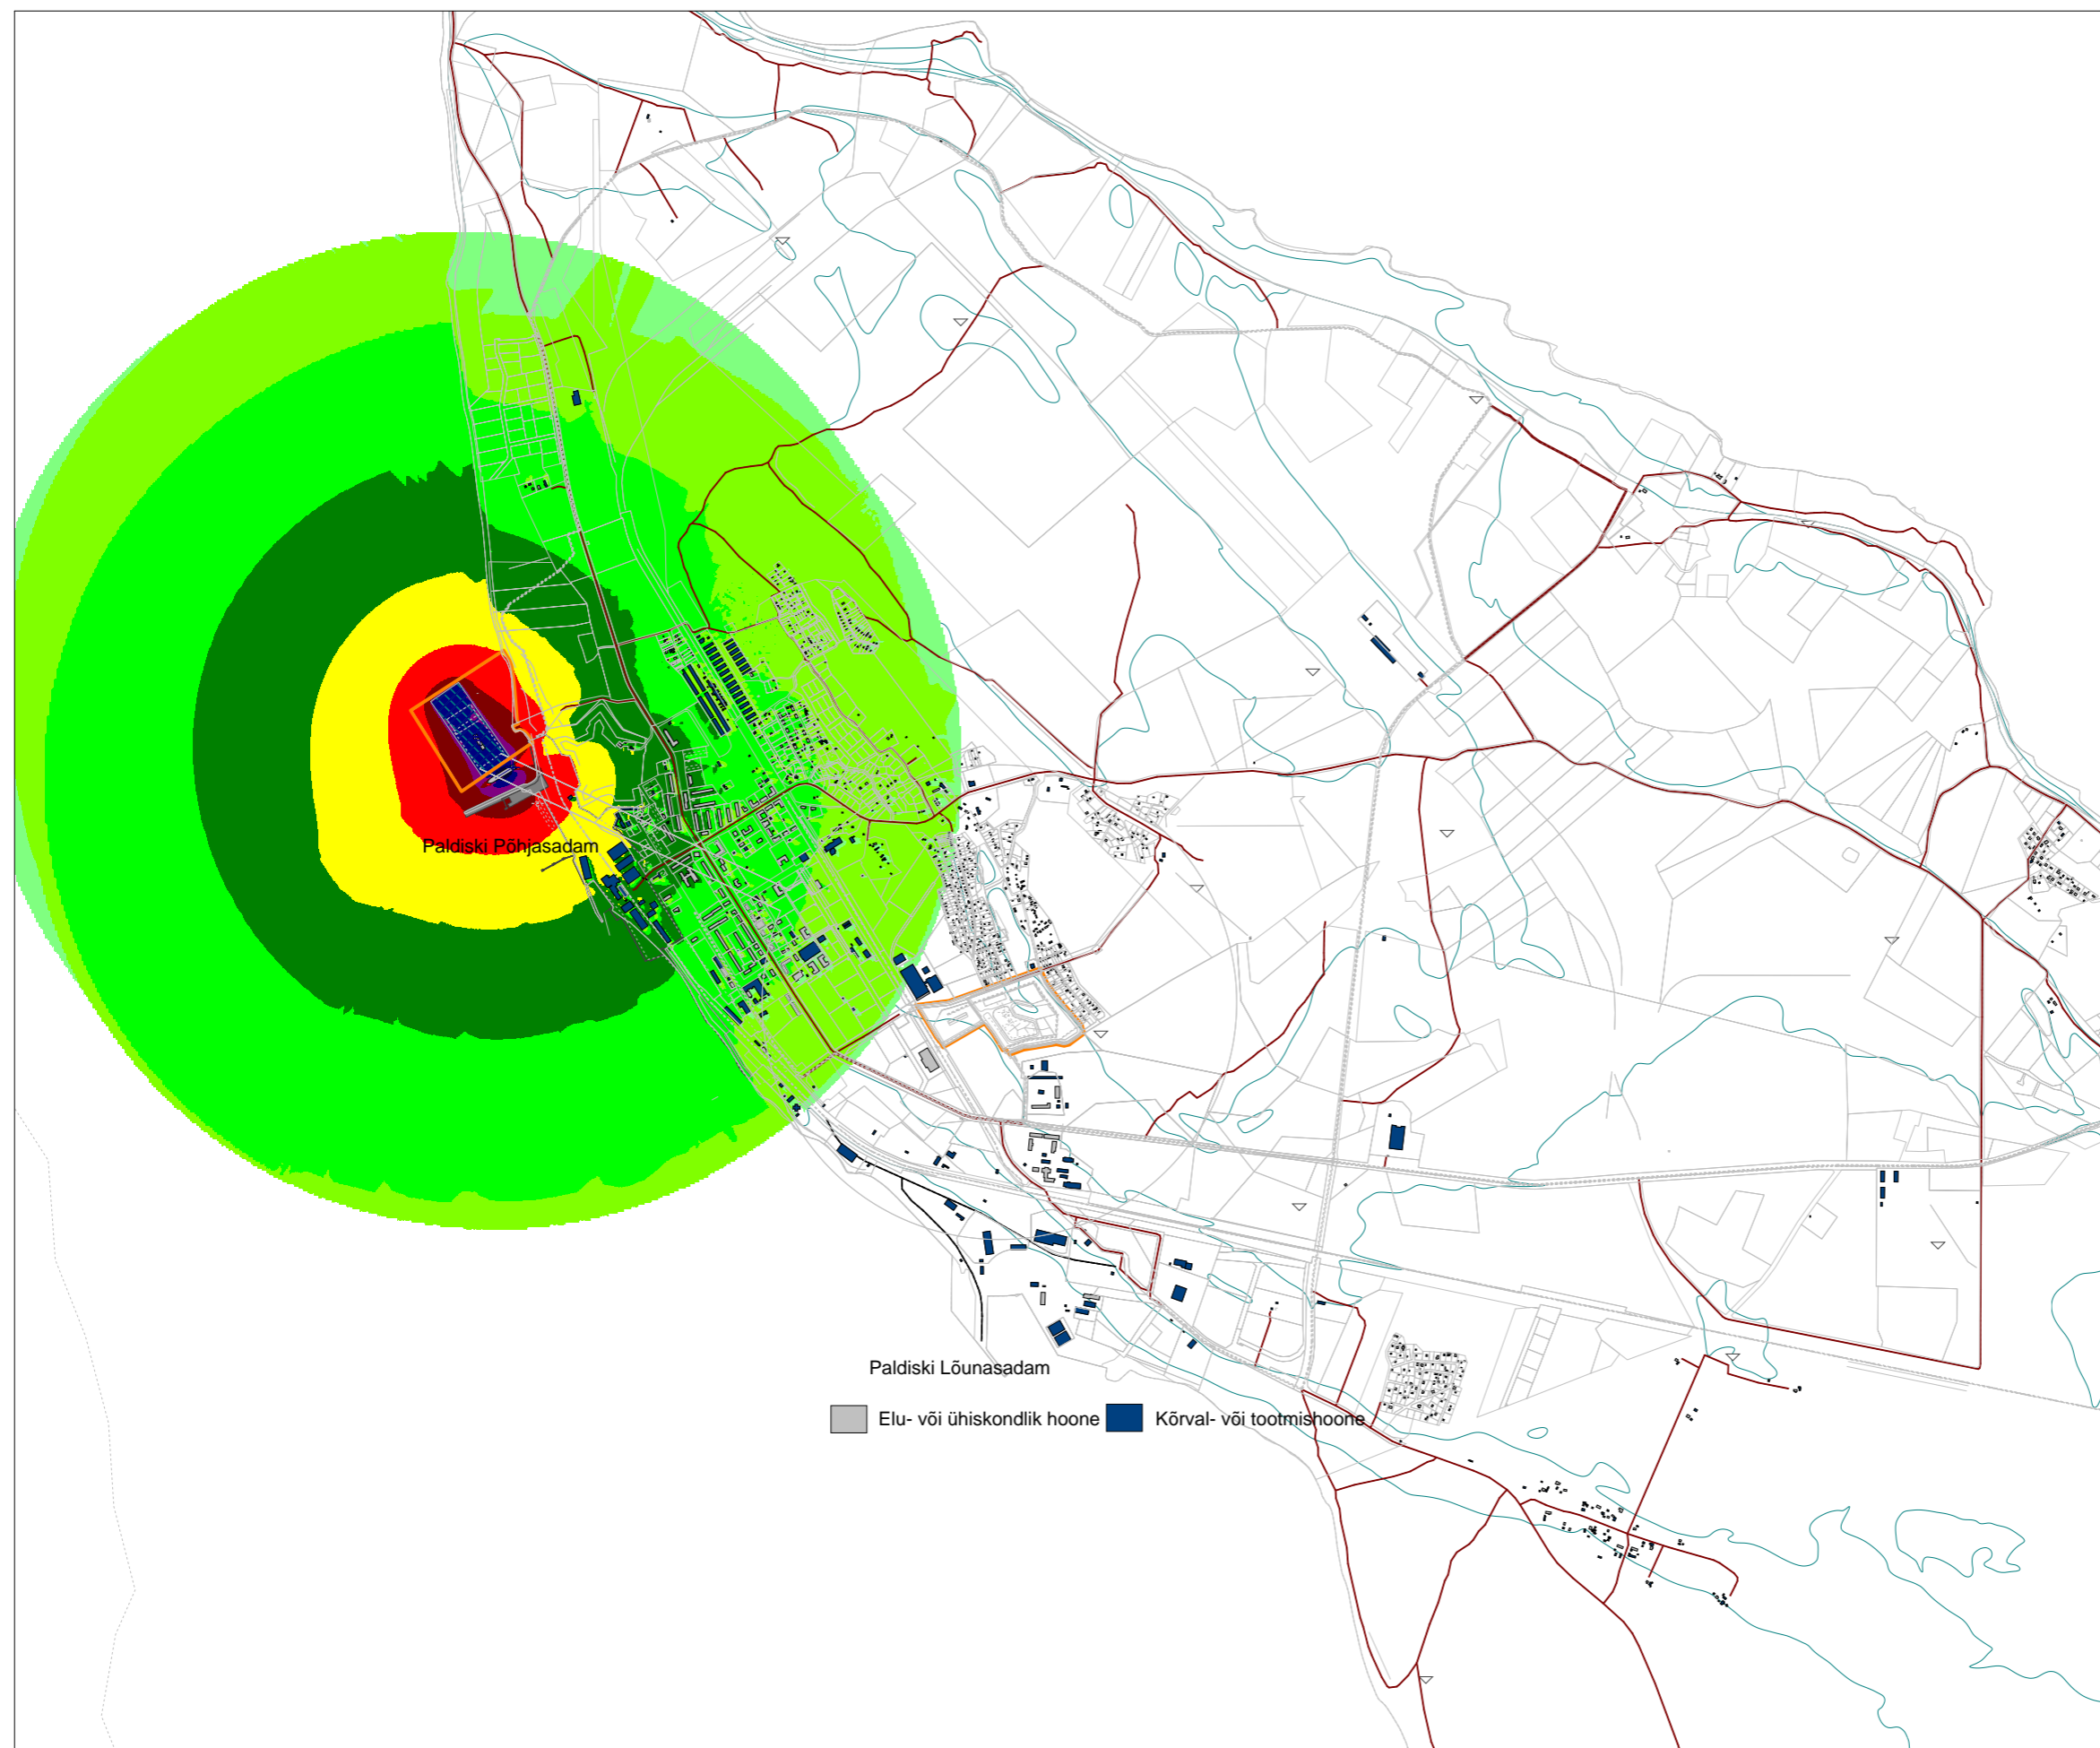 Paldiski Põhjasadam
Paldiski Lõunasadam
Elu- või ühiskondlik hoone
Kõrval- või tootmishoone